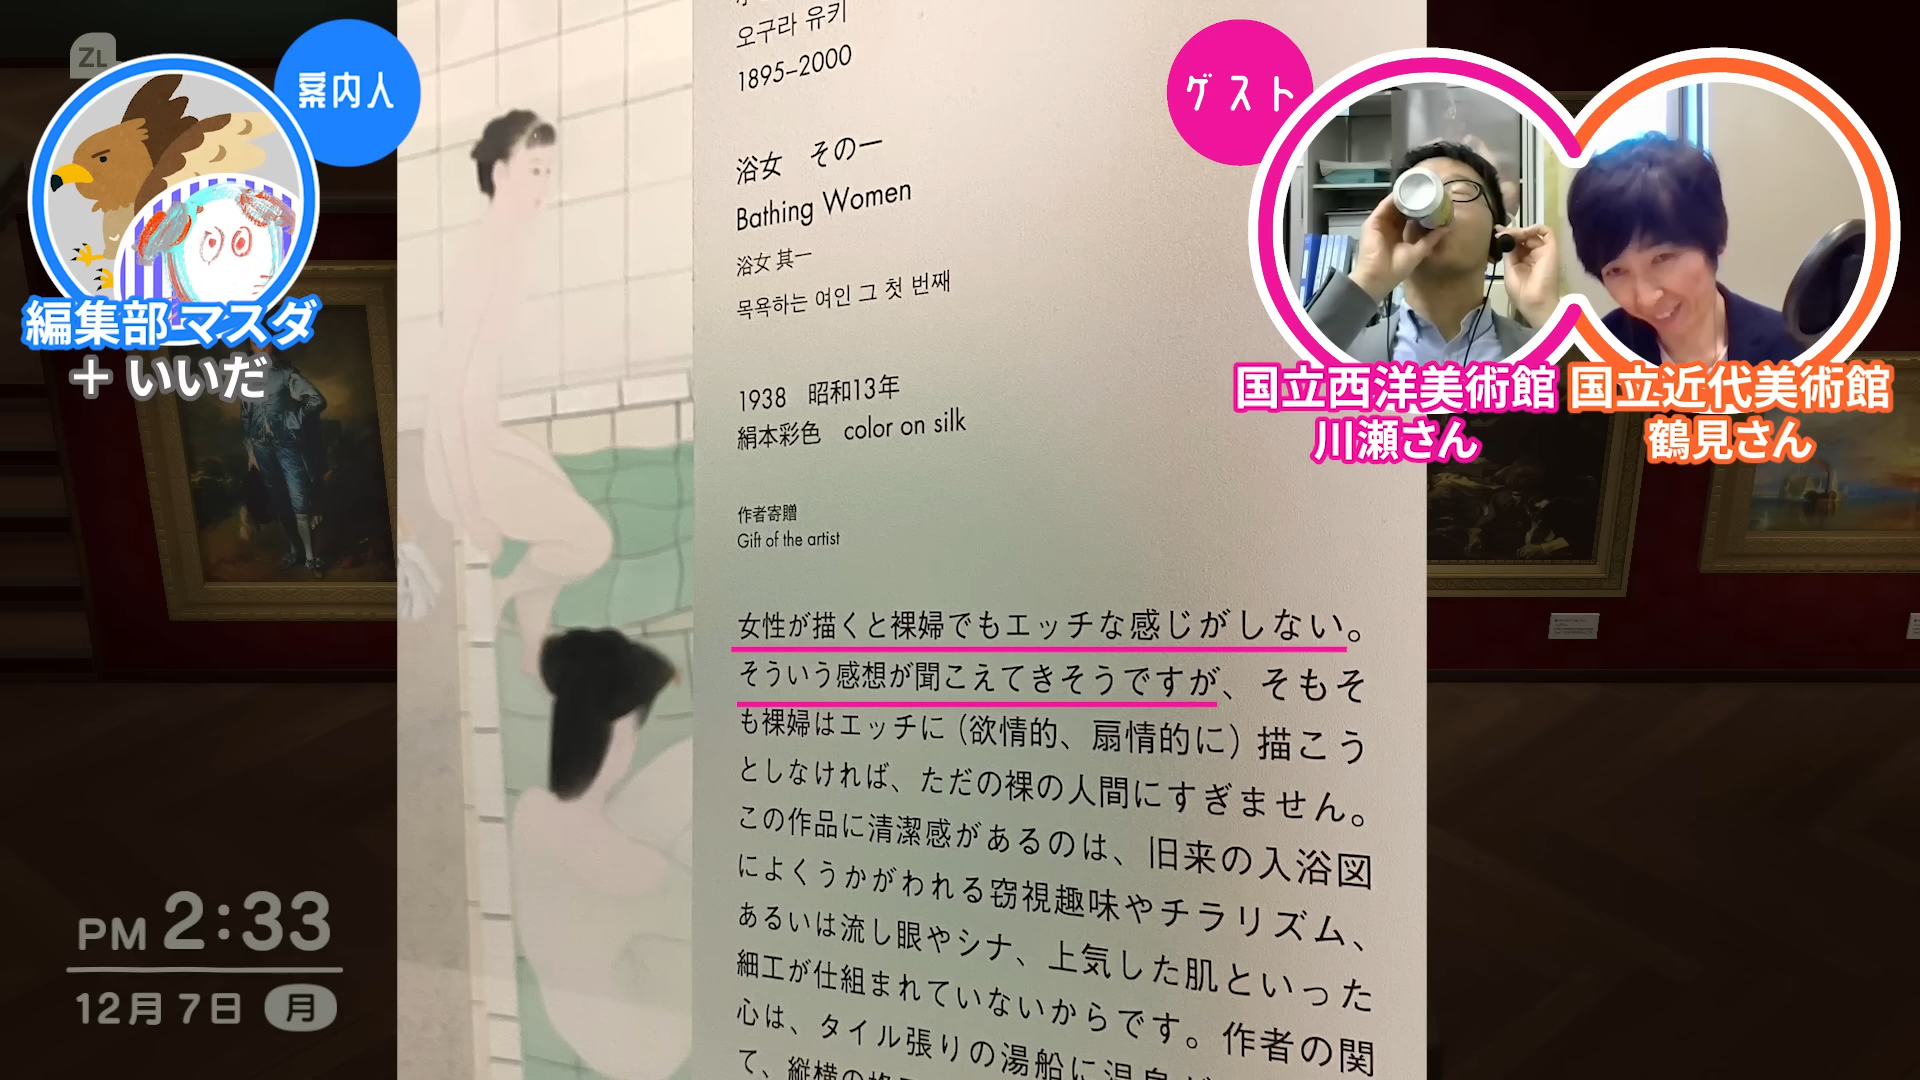 ZL
案内人
編集部 マスダ
＋ いいだ
오구라 유키
1895–2000
浴女　その一
Bathing Women
浴女 其一
목욕하는 여인 그 첫 번째
1938　昭和13年
絹本彩色　color on silk
作者寄贈
Gift of the artist
女性が描くと裸婦でもエッチな感じがしない。
そういう感想が聞こえてきそうですが、そもそ
も裸婦はエッチに（欲情的、扇情的に）描こう
としなければ、ただの裸の人間にすぎません。
この作品に清潔感があるのは、旧来の入浴図
によくうかがわれる窃視趣味やチラリズム、
あるいは流し眼やシナ、上気した肌といった
細工が仕組まれていないからです。作者の関
心は、タイル張りの湯船に温泉が
て、縦横の
ゲスト
国立西洋美術館
川瀬さん
国立近代美術館
鶴見さん
PM 2:33
12月 7日 月